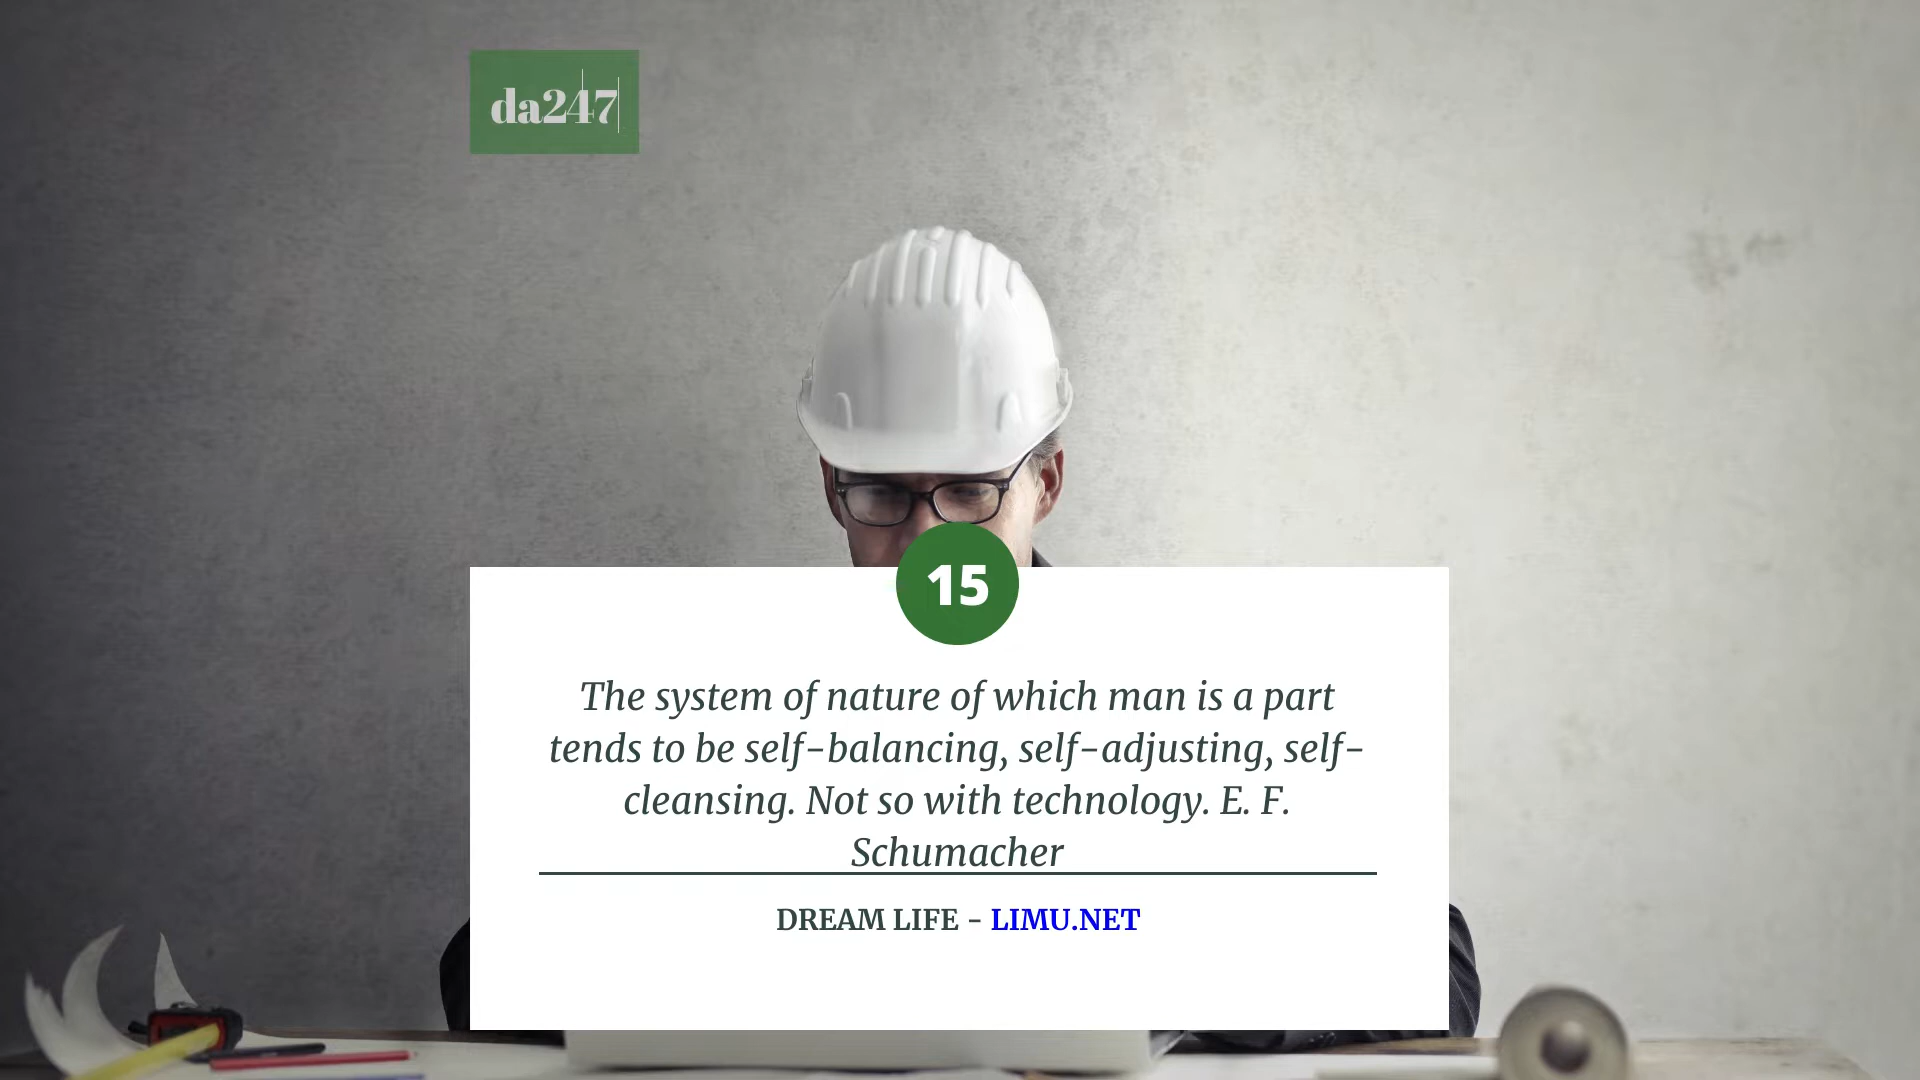 da247
15
The system of nature of which man is a part
tends to be self-balancing, self-adjusting, self-
cleansing. Not so with technology. E. F.
Schumacher
DREAM LIFE - LIMU.NET